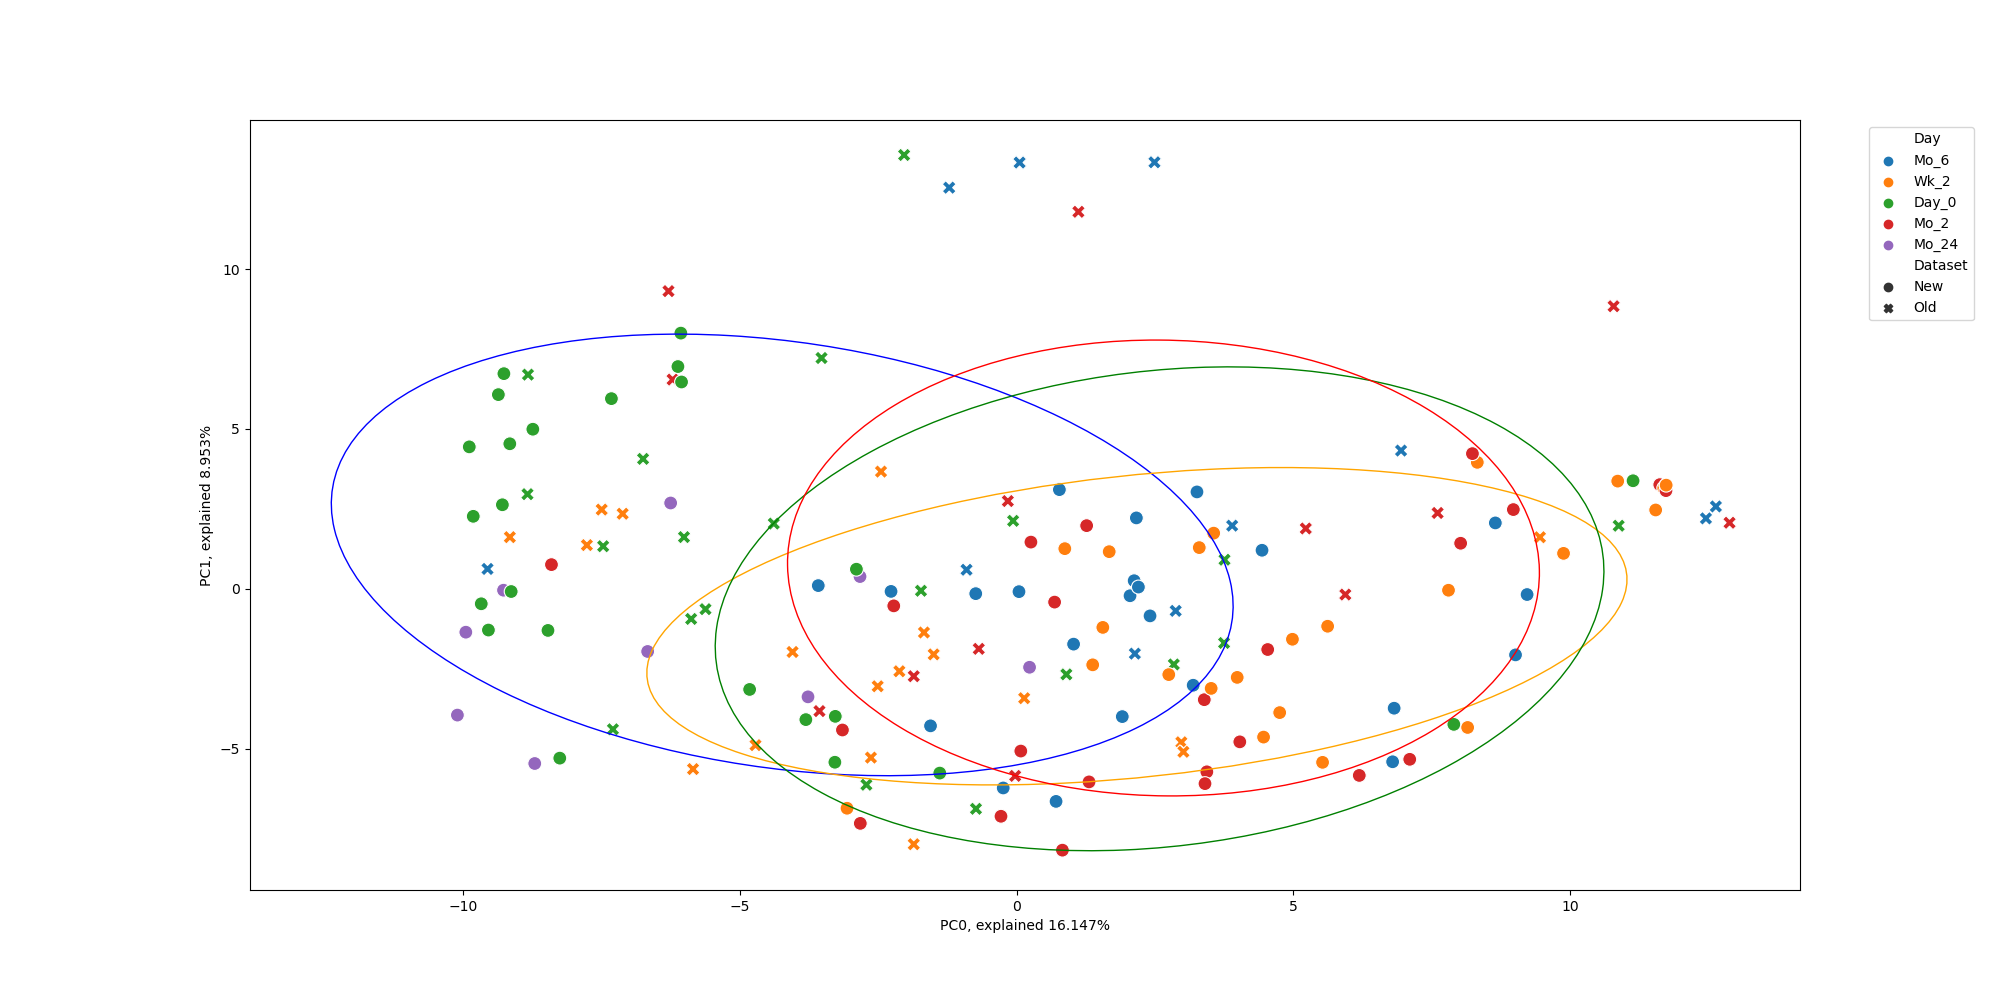 Day
Mo_6
Wk_2
Day_0
Mo_2
Mo_24
Dataset
New
Old
10
5
0
−5
PC1, explained 8.953%
−10
−5
0
5
10
PC0, explained 16.147%